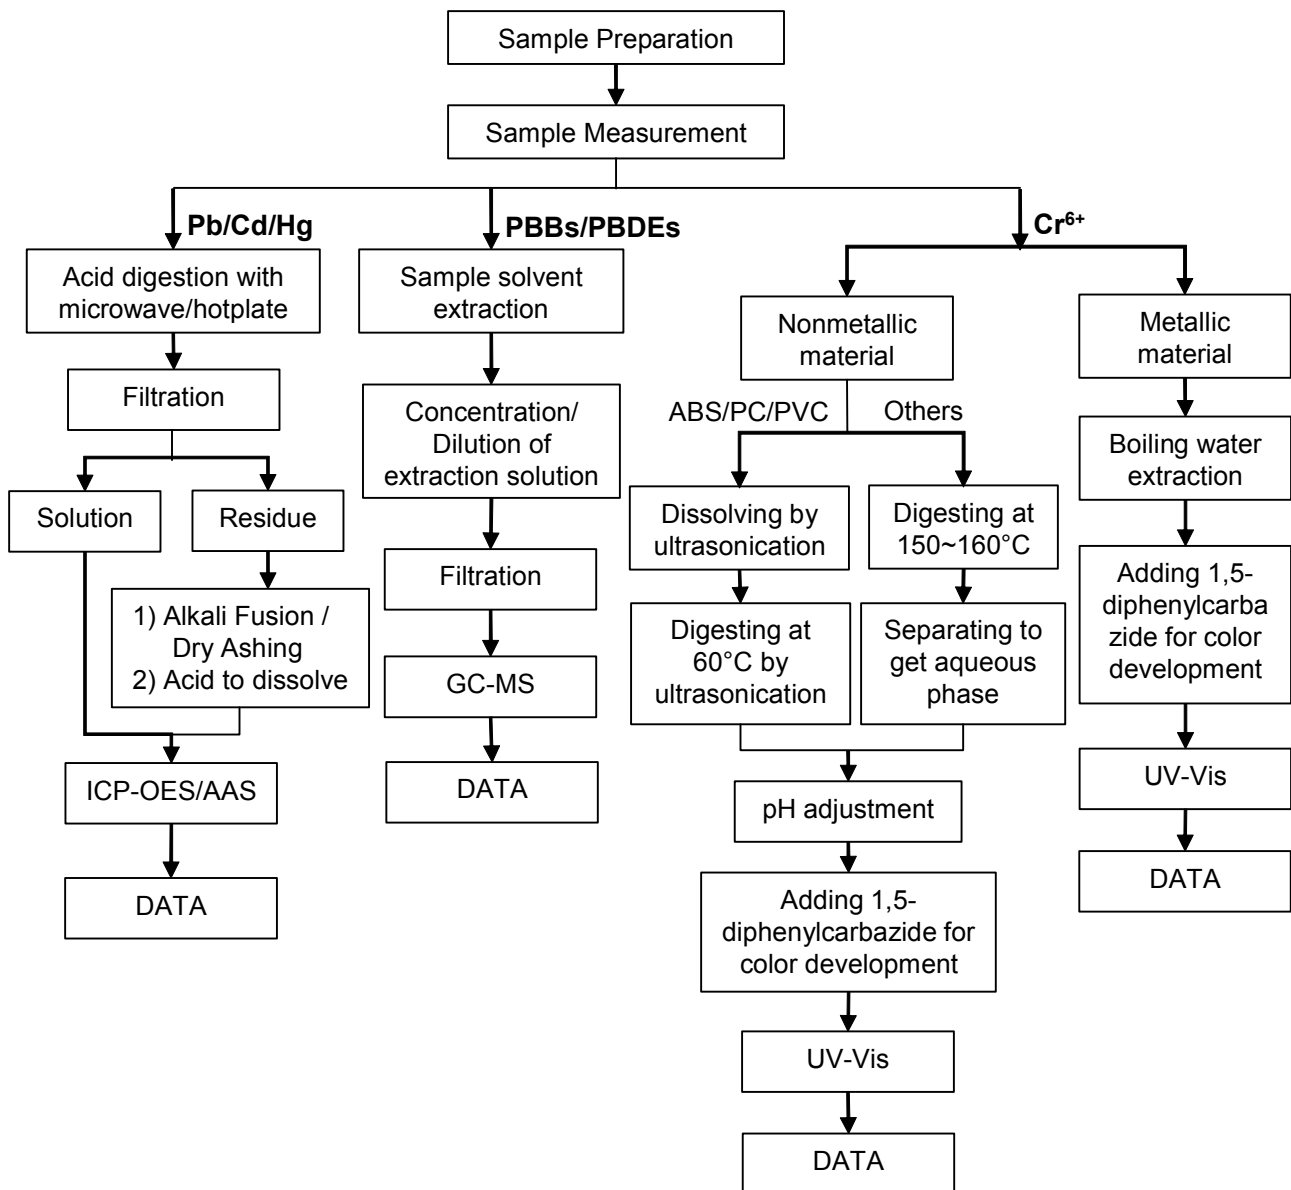 Sample Preparation
Sample Measurement
Pb/Cd/Hg
Acid digestion with
microwave/hotplate
Filtration
Solution
Residue
1) Alkali Fusion /
Dry Ashing
2) Acid to dissolve
ICP-OES/AAS
DATA
PBBs/PBDEs
Sample solvent
extraction
Concentration/
Dilution of
extraction solution
Filtration
GC-MS
DATA
Cr⁶⁺
Nonmetallic
material
ABS/PC/PVC
Others
Dissolving by
ultrasonication
Digesting at
60°C by
ultrasonication
Digesting at
150~160°C
Separating to
get aqueous
phase
pH adjustment
Adding 1,5-
diphenylcarbazide for
color development
UV-Vis
DATA
Metallic
material
Boiling water
extraction
Adding 1,5-
diphenylcarba
zide for color
development
UV-Vis
DATA